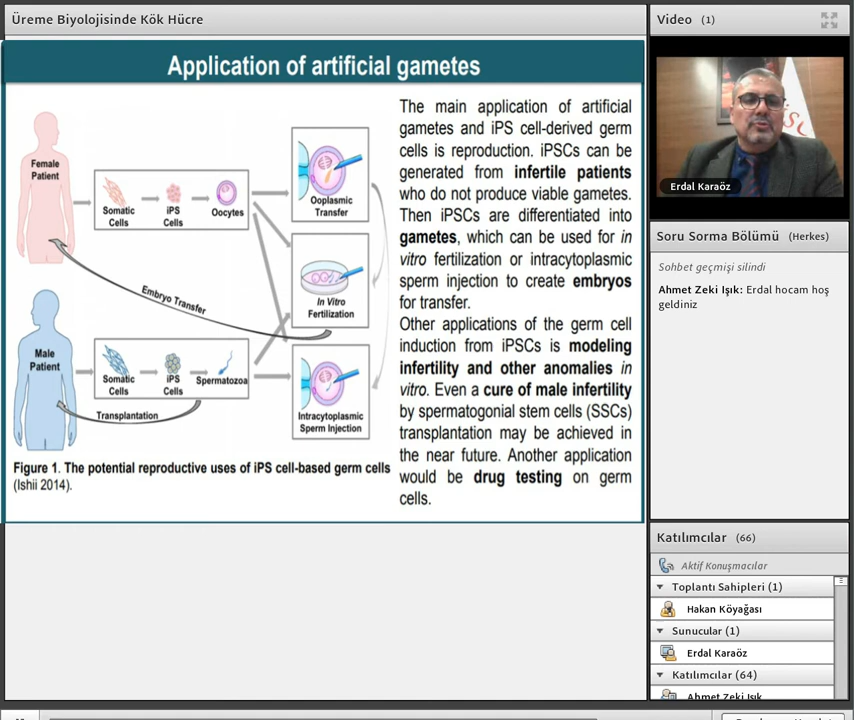 Üreme Biyolojisinde Kök Hücre
Application of artificial gametes
Female
Patient
Somatic
Cells
iPS
Cells
Oocytes
Ooplasmic
Transfer
In Vitro
Fertilization
Embryo Transfer
Male
Patient
Somatic
Cells
iPS
Cells
Spermatozoa
Transplantation
Intracytoplasmic
Sperm Injection
Figure 1. The potential reproductive uses of iPS cell-based germ cells
(Ishii 2014).
The main application of artificial
gametes and iPS cell-derived germ
cells is reproduction. iPSCs can be
generated from infertile patients
who do not produce viable gametes.
Then iPSCs are differentiated into
gametes, which can be used for in
vitro fertilization or intracytoplasmic
sperm injection to create embryos
for transfer.
Other applications of the germ cell
induction from iPSCs is modeling
infertility and other anomalies in
vitro. Even a cure of male infertility
by spermatogonial stem cells (SSCs)
transplantation may be achieved in
the near future. Another application
would be drug testing on germ
cells.
Video (1)
Erdal Karaöz
Soru Sorma Bölümü (Herkes)
Sohbet geçmişi silindi
Ahmet Zeki Işık: Erdal hocam hoş
geldiniz
Katılımcılar (66)
Aktif Konuşmacılar
Toplantı Sahipleri (1)
Hakan Köyağası
Sunucular (1)
Erdal Karaöz
Katılımcılar (64)
Ahmet Zeki Işık